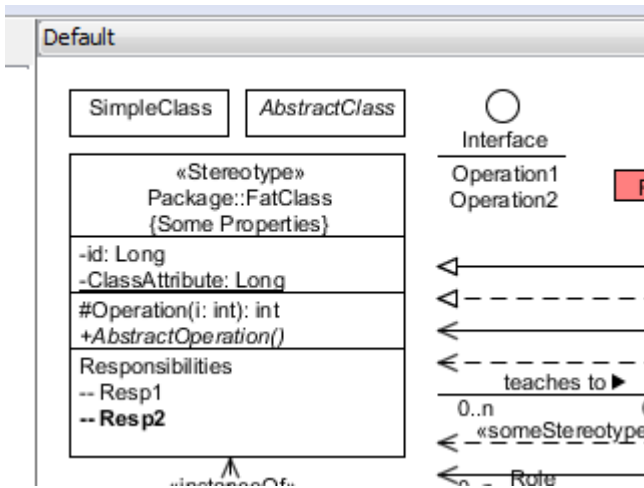 Default
SimpleClass
AbstractClass
Interface
Operation1
Operation2
«Stereotype»
Package::FatClass
{Some Properties}
-id: Long
-ClassAttribute: Long
#Operation(i: int): int
+AbstractOperation()
Responsibilities
-- Resp1
-- Resp2
teaches to ▶
0..n
«someStereotype
Role